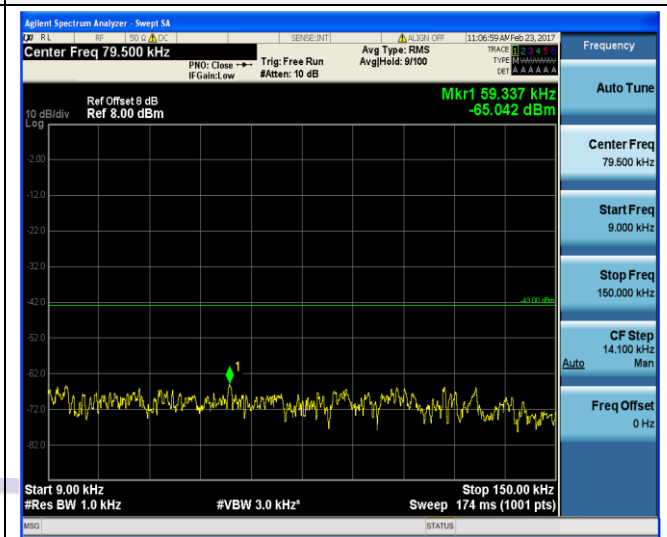 Agilent Spectrum Analyzer - Swept SA
RL RF 50 Ω DC SENSE:INT ALIGN OFF 11:06:59 AM Feb 23, 2017
Center Freq 79.500 kHz
PNO: Close
IFGain:Low
Trig: Free Run
#Atten: 10 dB
Avg Type: RMS
Avg|Hold: 9/100
TRACE 1 2 3 4 5 6
TYPE M
DET A A A A A A
Mkr1 59.337 kHz
-65.042 dBm
Ref Offset 8 dB
10 dB/div Ref 8.00 dBm
Log
-2.00
-12.0
-22.0
-32.0
-42.0
-43.00 dBm
-52.0
-62.0
1
-72.0
-82.0
Start 9.00 kHz Stop 150.00 kHz
#Res BW 1.0 kHz #VBW 3.0 kHz* Sweep 174 ms (1001 pts)
MSG STATUS
Frequency
Auto Tune
Center Freq
79.500 kHz
Start Freq
9.000 kHz
Stop Freq
150.000 kHz
CF Step
14.100 kHz
Auto Man
Freq Offset
0 Hz